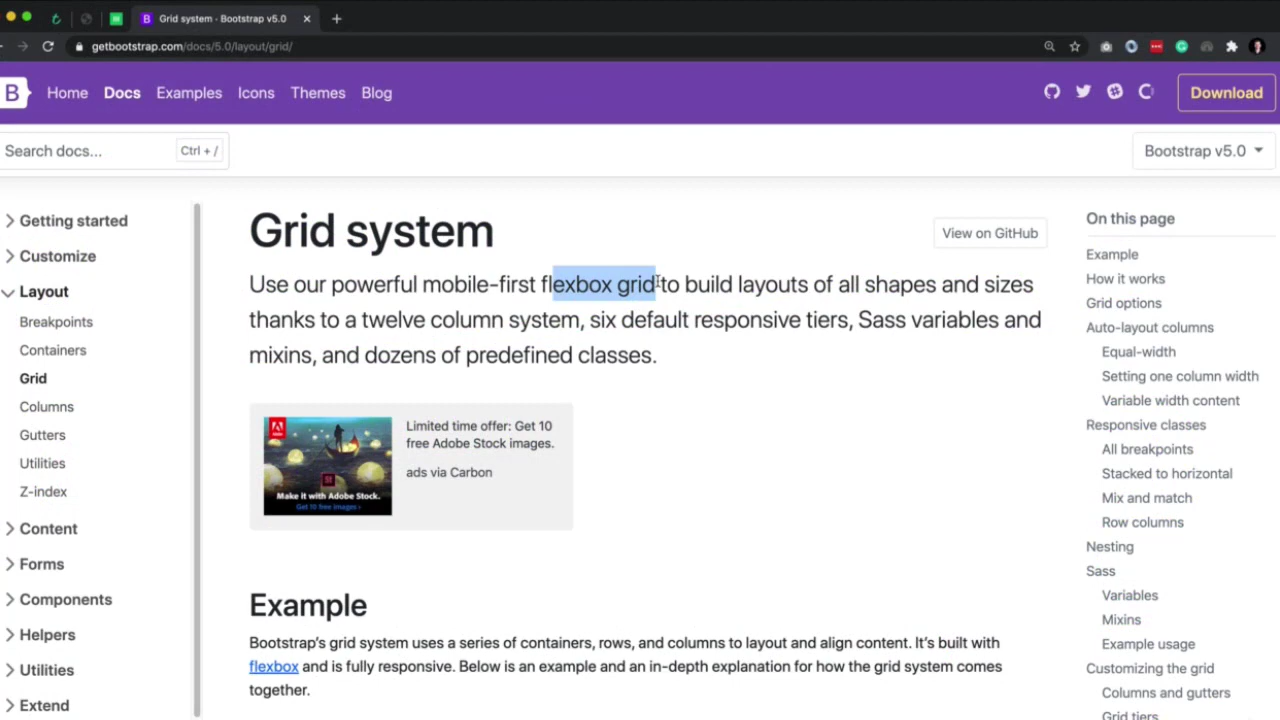 Grid system · Bootstrap v5.0
getbootstrap.com/docs/5.0/layout/grid/
B
Home Docs Examples Icons Themes Blog
Download
Search docs... Ctrl + /
Bootstrap v5.0
Getting started
Customize
Layout
Breakpoints
Containers
Grid
Columns
Gutters
Utilities
Z-index
Content
Forms
Components
Helpers
Utilities
Extend
Grid system
View on GitHub
Use our powerful mobile-first flexbox grid to build layouts of all shapes and sizes
thanks to a twelve column system, six default responsive tiers, Sass variables and
mixins, and dozens of predefined classes.
Make it with Adobe Stock.
Get 10 free images ›
Limited time offer: Get 10
free Adobe Stock images.
ads via Carbon
Example
Bootstrap's grid system uses a series of containers, rows, and columns to layout and align content. It's built with
flexbox and is fully responsive. Below is an example and an in-depth explanation for how the grid system comes
together.
On this page
Example
How it works
Grid options
Auto-layout columns
Equal-width
Setting one column width
Variable width content
Responsive classes
All breakpoints
Stacked to horizontal
Mix and match
Row columns
Nesting
Sass
Variables
Mixins
Example usage
Customizing the grid
Columns and gutters
Grid tiers